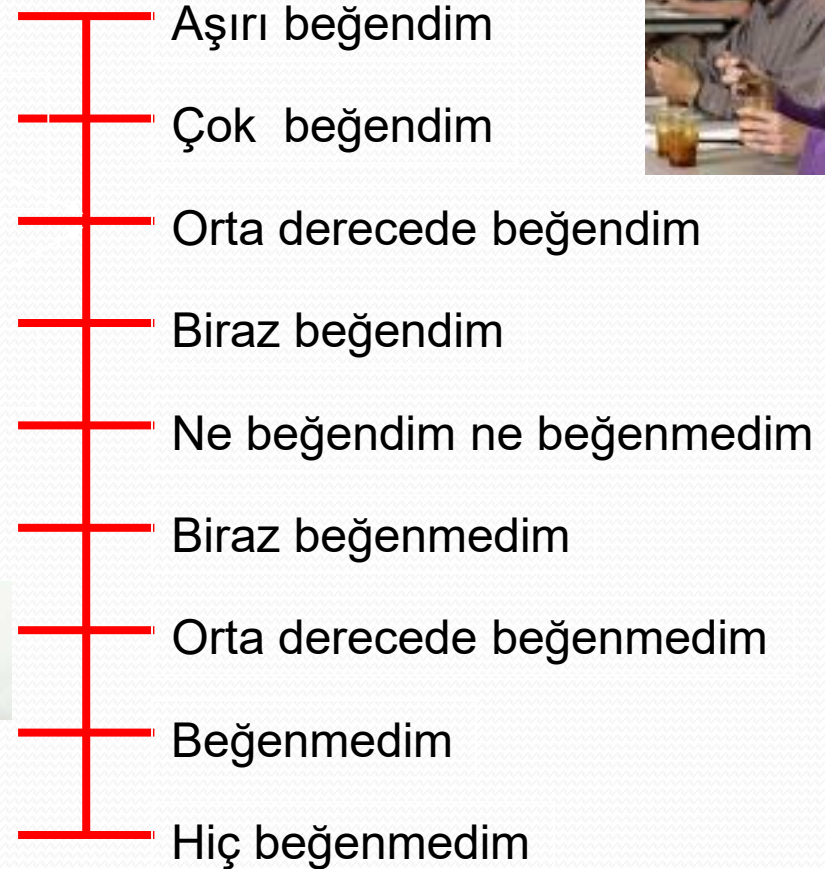 Aşırı beğendim
Çok beğendim
Orta derecede beğendim
Biraz beğendim
Ne beğendim ne beğenmedim
Biraz beğenmedim
Orta derecede beğenmedim
Beğenmedim
Hiç beğenmedim